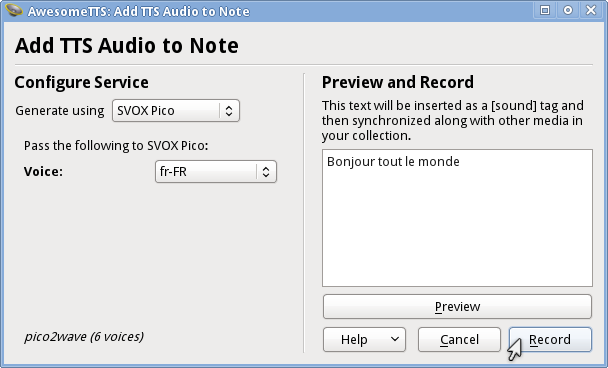 AwesomeTTS: Add TTS Audio to Note
Add TTS Audio to Note
Configure Service
Generate using SVOX Pico
Pass the following to SVOX Pico:
Voice: fr-FR
pico2wave (6 voices)
Preview and Record
This text will be inserted as a [sound] tag and
then synchronized along with other media in
your collection.
Bonjour tout le monde
Preview
Help Cancel Record